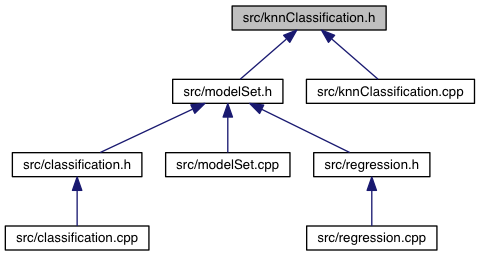 src/knnClassification.h
src/modelSet.h
src/knnClassification.cpp
src/classification.h
src/modelSet.cpp
src/regression.h
src/classification.cpp
src/regression.cpp